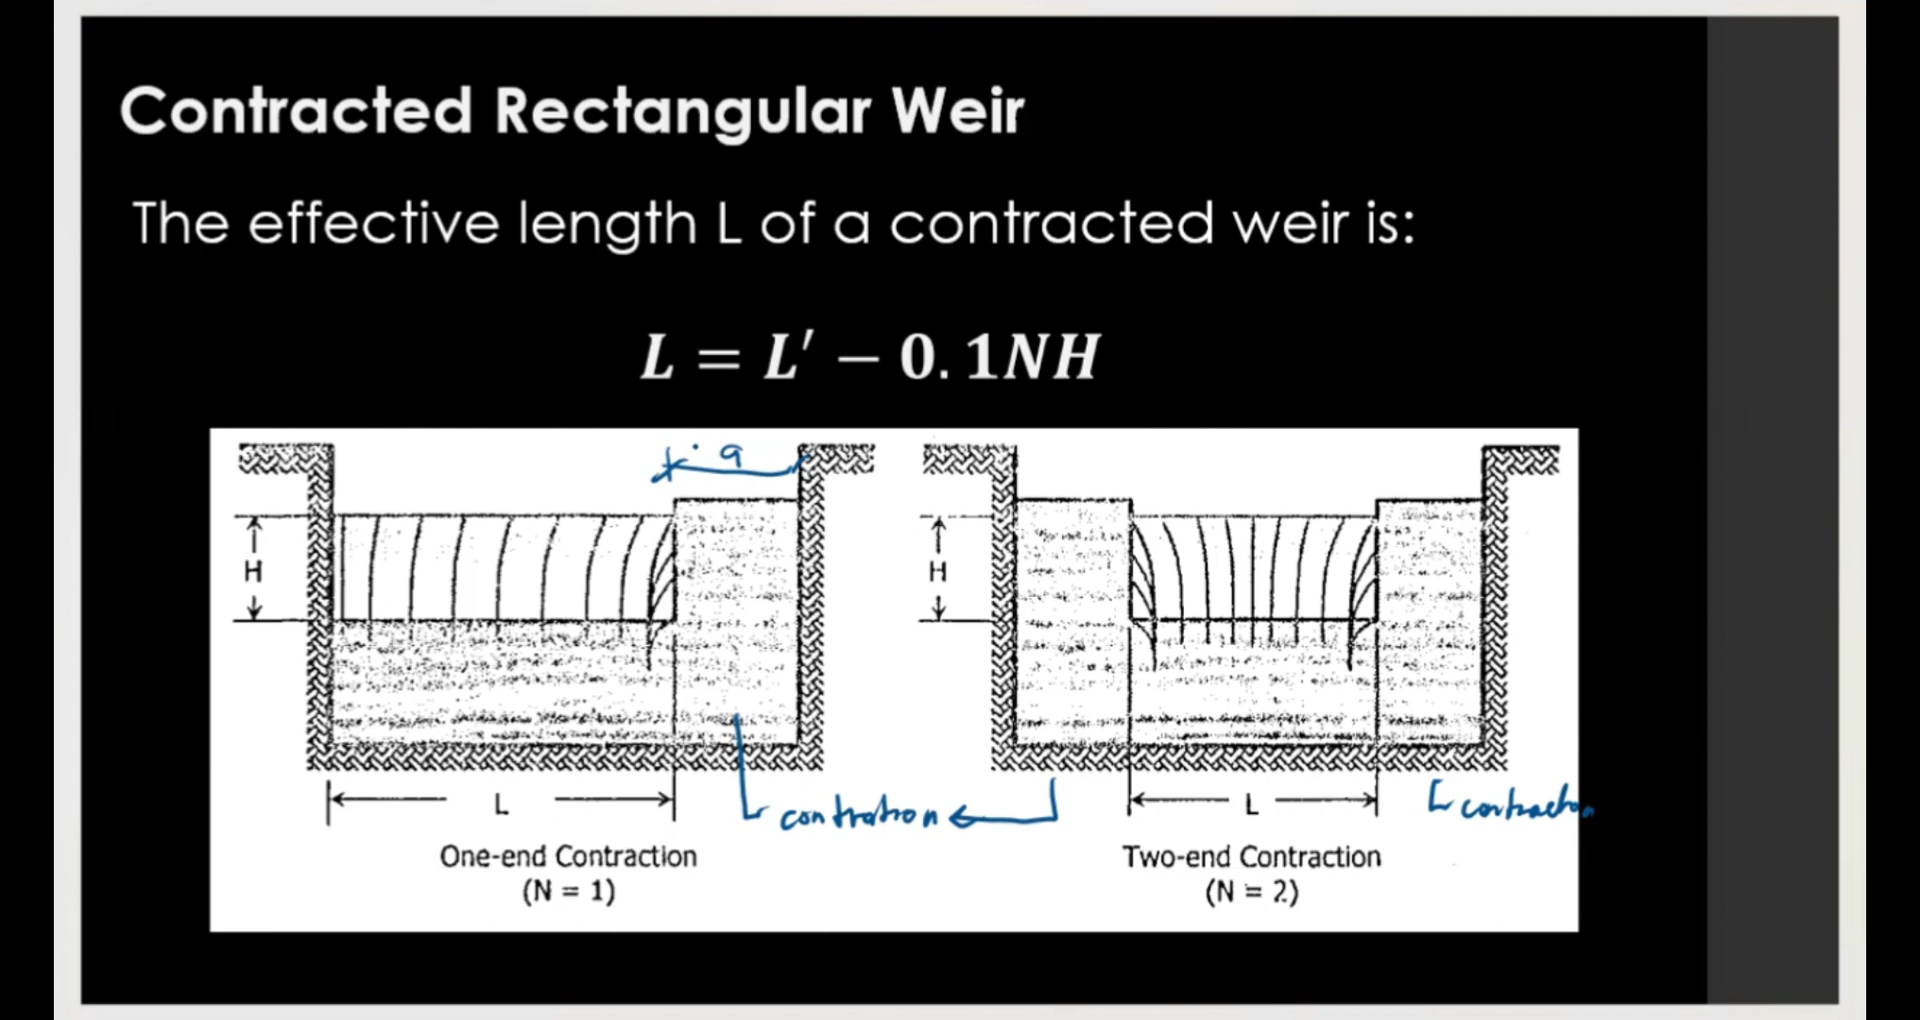 Contracted Rectangular Weir
The effective length L of a contracted weir is:
L = L′ − 0.1NH
a
H
H
L
contration
L
contraction
One-end Contraction
(N = 1)
Two-end Contraction
(N = 2)